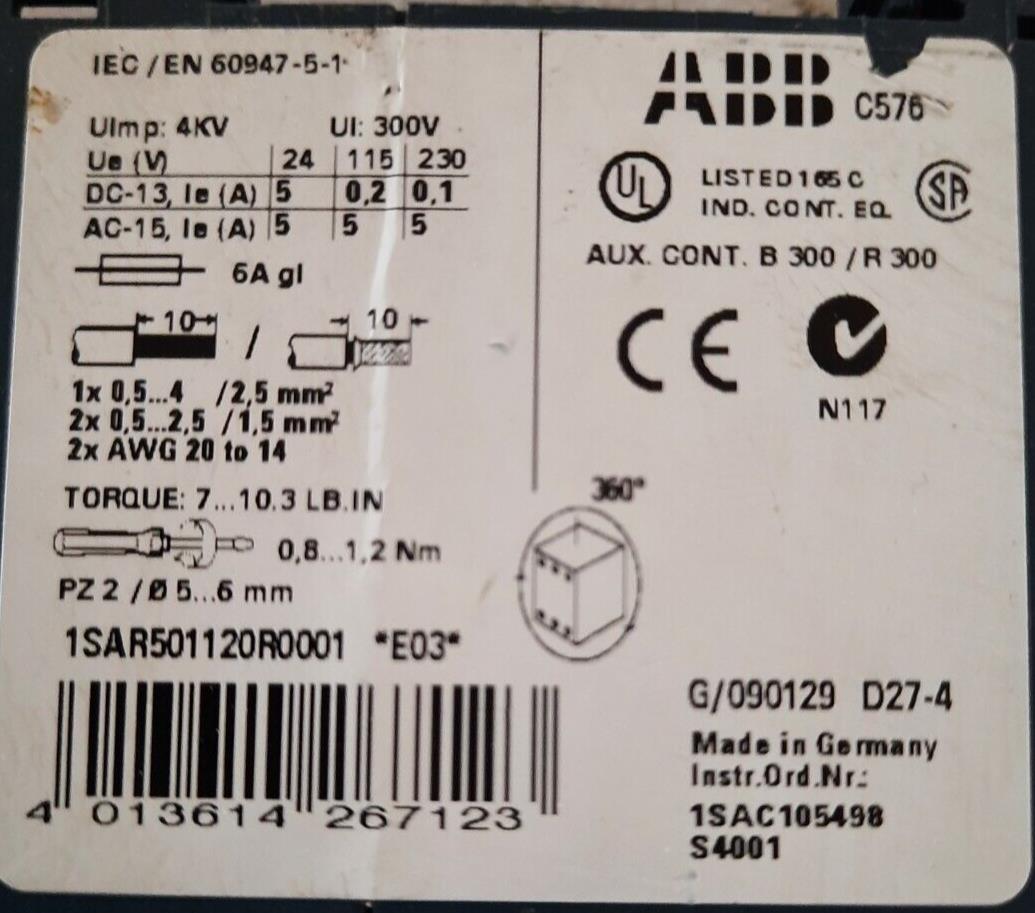 IEC / EN 60947-5-1
UImp: 4KV UI: 300V
Ue (V) 24 115 230
DC-13, Ie (A) 5 0,2 0,1
AC-15, Ie (A) 5 5 5
6A gl
10 / 10
1x 0,5...4 /2,5 mm²
2x 0,5...2,5 /1,5 mm²
2x AWG 20 to 14
TORQUE: 7...10.3 LB.IN
0,8...1,2 Nm
PZ 2 / Ø 5...6 mm
1SAR501120R0001 *E03*
4 013614 267123
ABB C576
UL LISTED 165 C SA
IND. CONT. EQ.
AUX. CONT. B 300 / R 300
CE
N117
360°
G/090129 D27-4
Made in Germany
Instr.Ord.Nr.:
1SAC105498
S4001